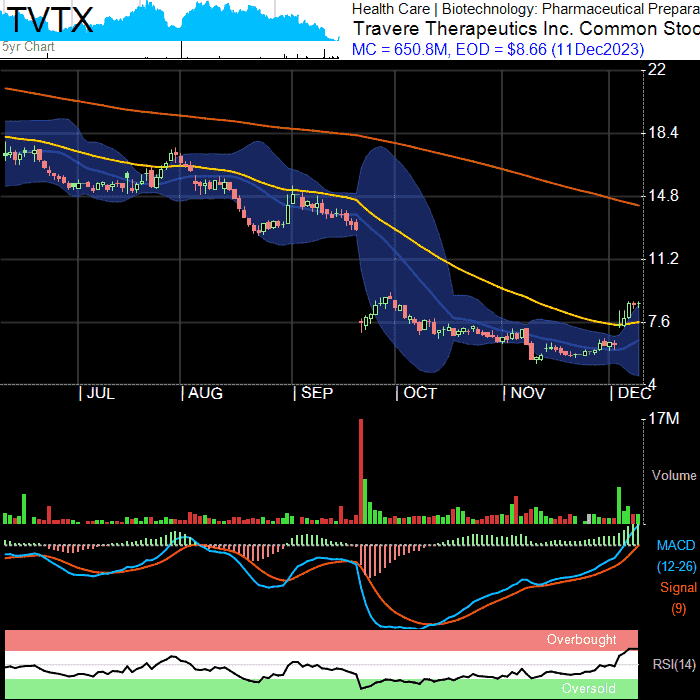 TVTX
Health Care | Biotechnology: Pharmaceutical Prepara
Travere Therapeutics Inc. Common Stoc
5yr Chart
MC = 650.8M, EOD = $8.66 (11Dec2023)
22
18.4
14.8
11.2
7.6
4
JUL AUG SEP OCT NOV DEC
17M
Volume
MACD
(12-26)
Signal
(9)
Overbought
RSI(14)
Oversold